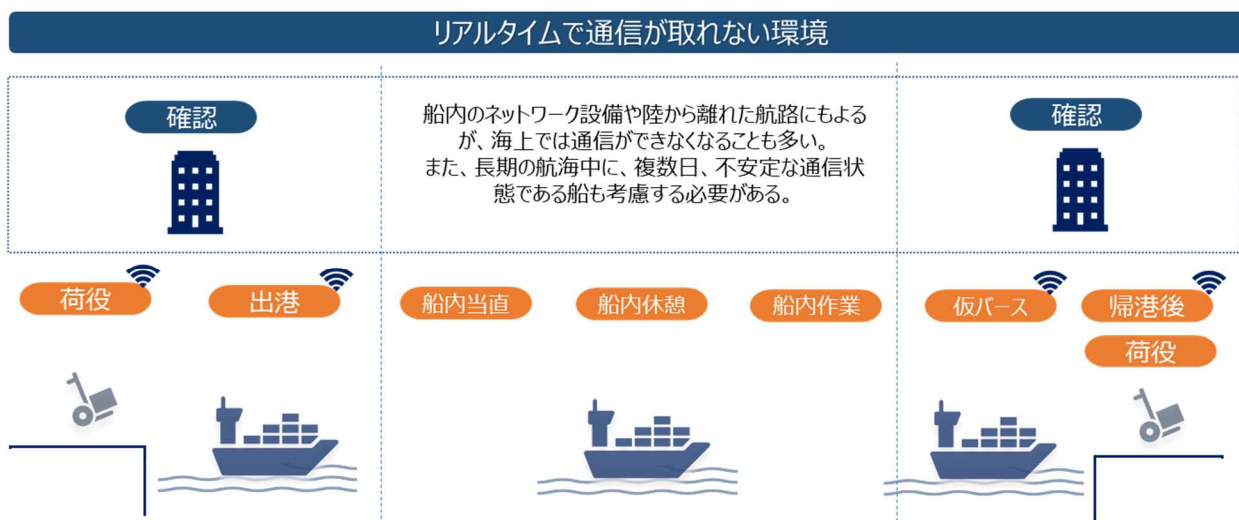 リアルタイムで通信が取れない環境
確認
船内のネットワーク設備や陸から離れた航路にもよる
が、海上では通信ができなくなることも多い。
また、長期の航海中に、複数日、不安定な通信状
態である船も考慮する必要がある。
確認
荷役
出港
船内当直
船内休憩
船内作業
仮バース
帰港後
荷役